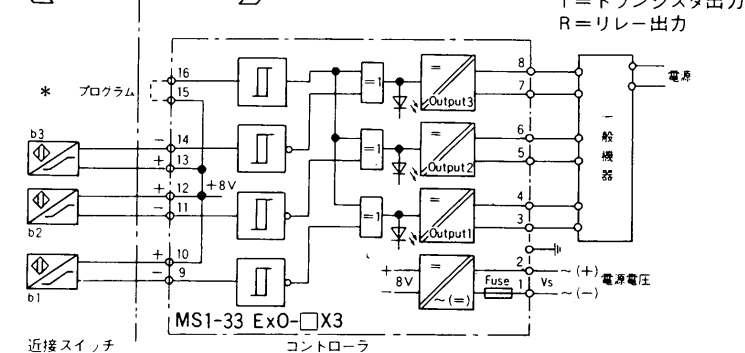 T=トランジスタ出力
R=リレー出力
16
15
* プログラム
b3
− 14
+ 13
+ 12
+8V
− 11
b2
+ 10
− 9
b1
近接スイッチ
=1
=
Output3
8
7
=1
=
Output2
6
5
=1
=
Output1
4
3
+
8V
−
=
~(=)
Fuse
2
1
Vs
~(+)
~(−)
電源電圧
一般機器
電源
MS1-33 Ex0-□X3
コントローラ